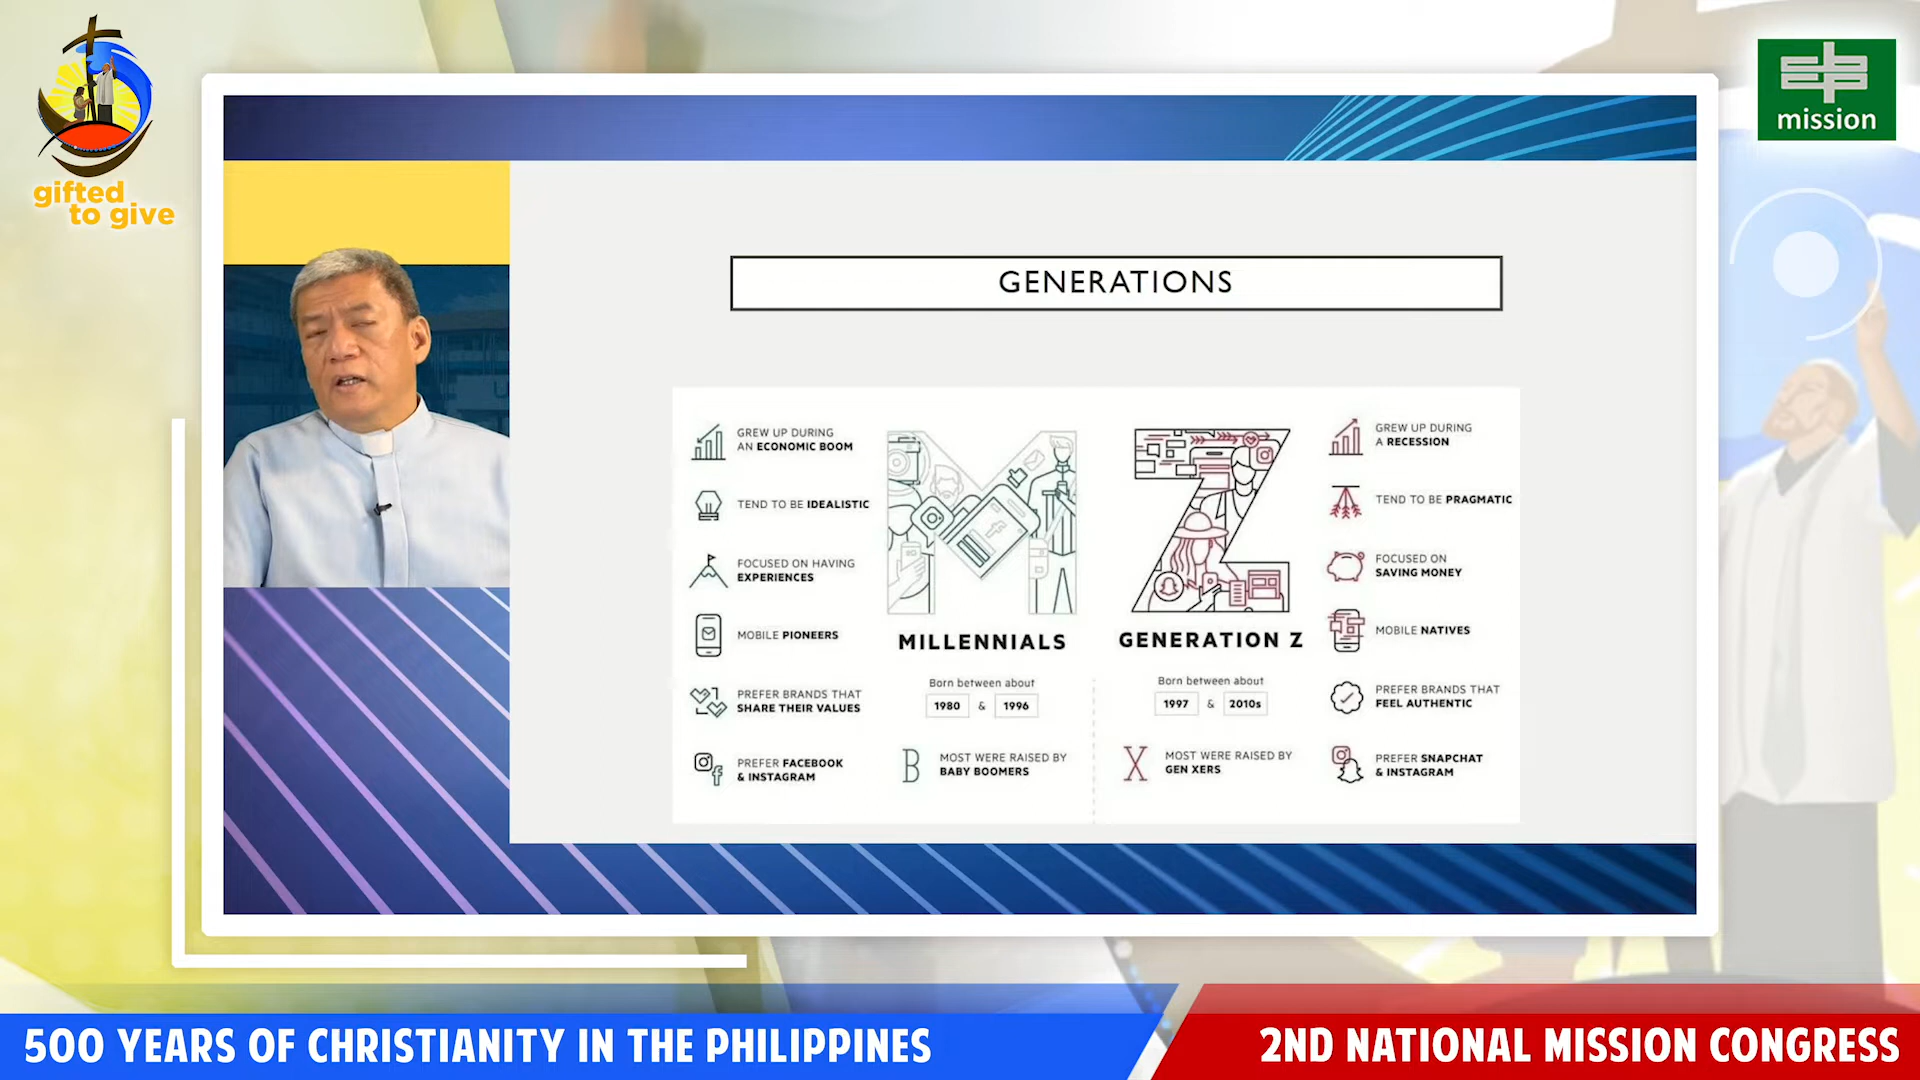 gifted
to give
CBCP
mission
GENERATIONS
GREW UP DURING
AN ECONOMIC BOOM
TEND TO BE IDEALISTIC
FOCUSED ON HAVING
EXPERIENCES
MOBILE PIONEERS
PREFER BRANDS THAT
SHARE THEIR VALUES
PREFER FACEBOOK
& INSTAGRAM
MILLENNIALS
Born between about
1980 & 1996
B
MOST WERE RAISED BY
BABY BOOMERS
GENERATION Z
Born between about
1997 & 2010s
X
MOST WERE RAISED BY
GEN XERS
GREW UP DURING
A RECESSION
TEND TO BE PRAGMATIC
FOCUSED ON
SAVING MONEY
MOBILE NATIVES
PREFER BRANDS THAT
FEEL AUTHENTIC
PREFER SNAPCHAT
& INSTAGRAM
500 YEARS OF CHRISTIANITY IN THE PHILIPPINES
2ND NATIONAL MISSION CONGRESS